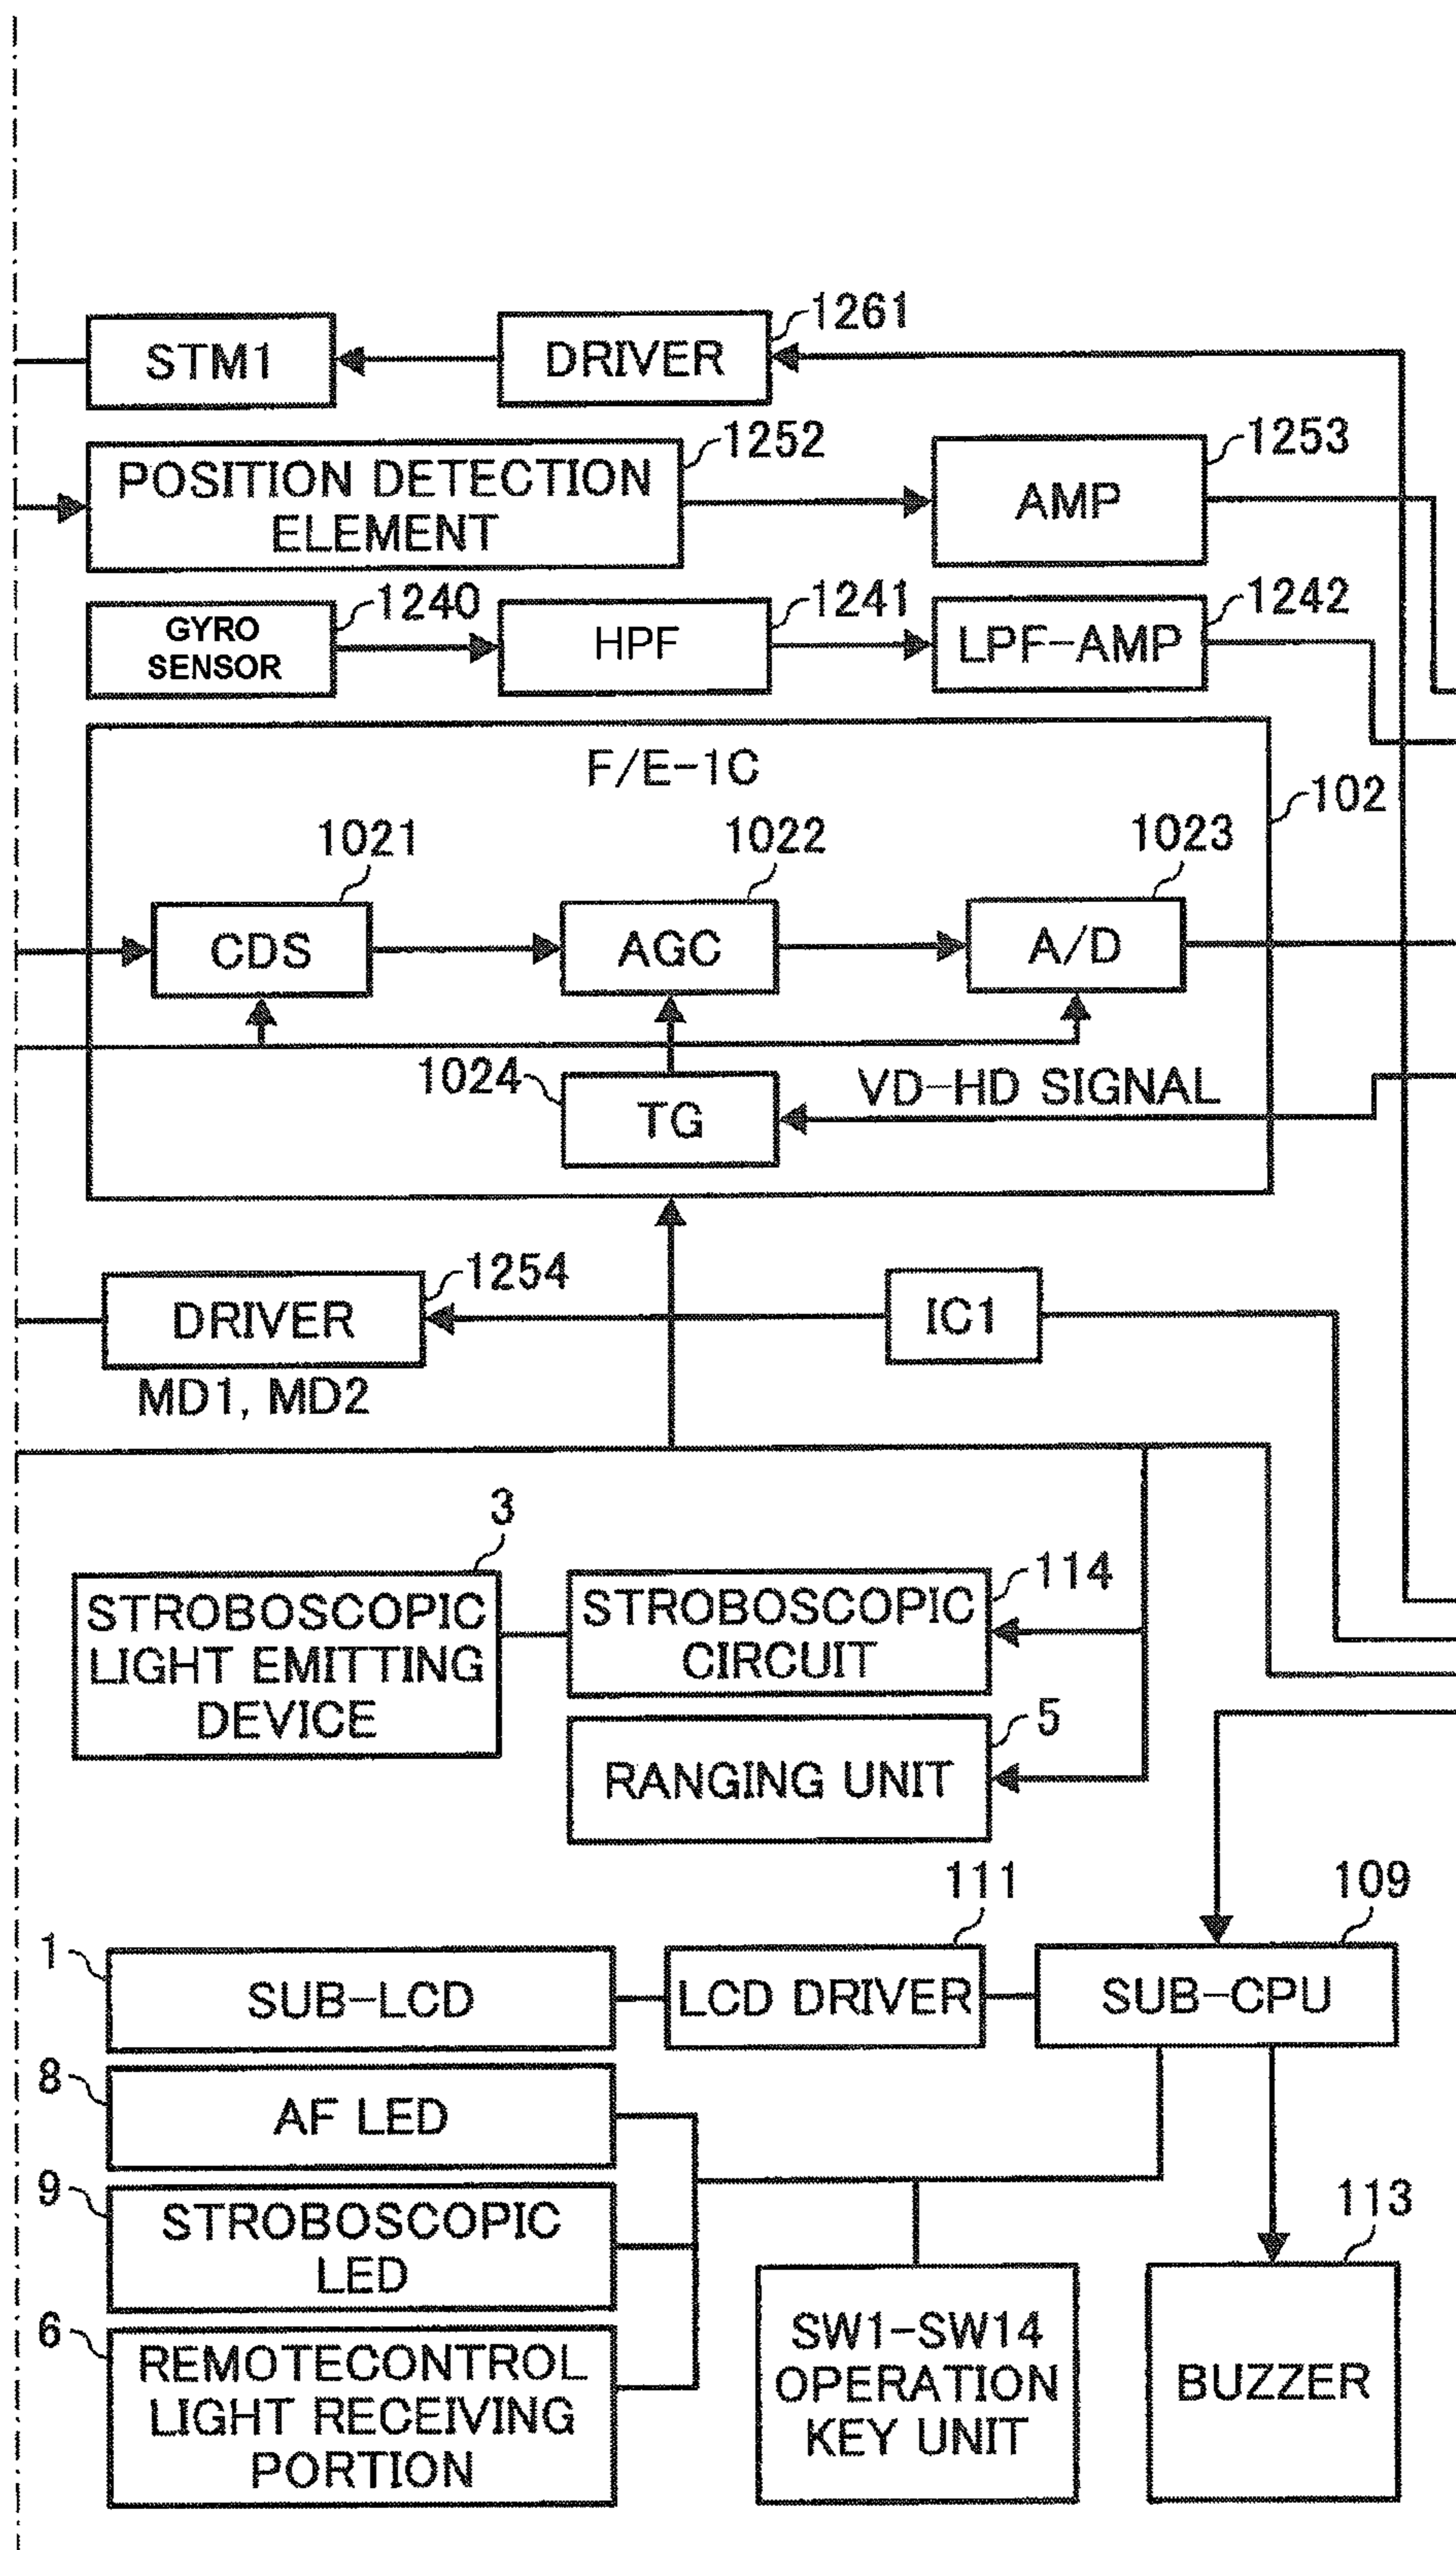 1261
STM1
DRIVER
1252
1253
POSITION DETECTION
ELEMENT
AMP
1240
1241
1242
GYRO
SENSOR
HPF
LPF-AMP
F/E-1C
102
1021
1022
1023
CDS
AGC
A/D
1024
TG
VD-HD SIGNAL
1254
DRIVER
IC1
MD1, MD2
3
114
STROBOSCOPIC
LIGHT EMITTING
DEVICE
STROBOSCOPIC
CIRCUIT
5
RANGING UNIT
111
109
1
SUB-LCD
LCD DRIVER
SUB-CPU
8
AF LED
9
STROBOSCOPIC
LED
113
6
REMOTECONTROL
LIGHT RECEIVING
PORTION
SW1-SW14
OPERATION
KEY UNIT
BUZZER